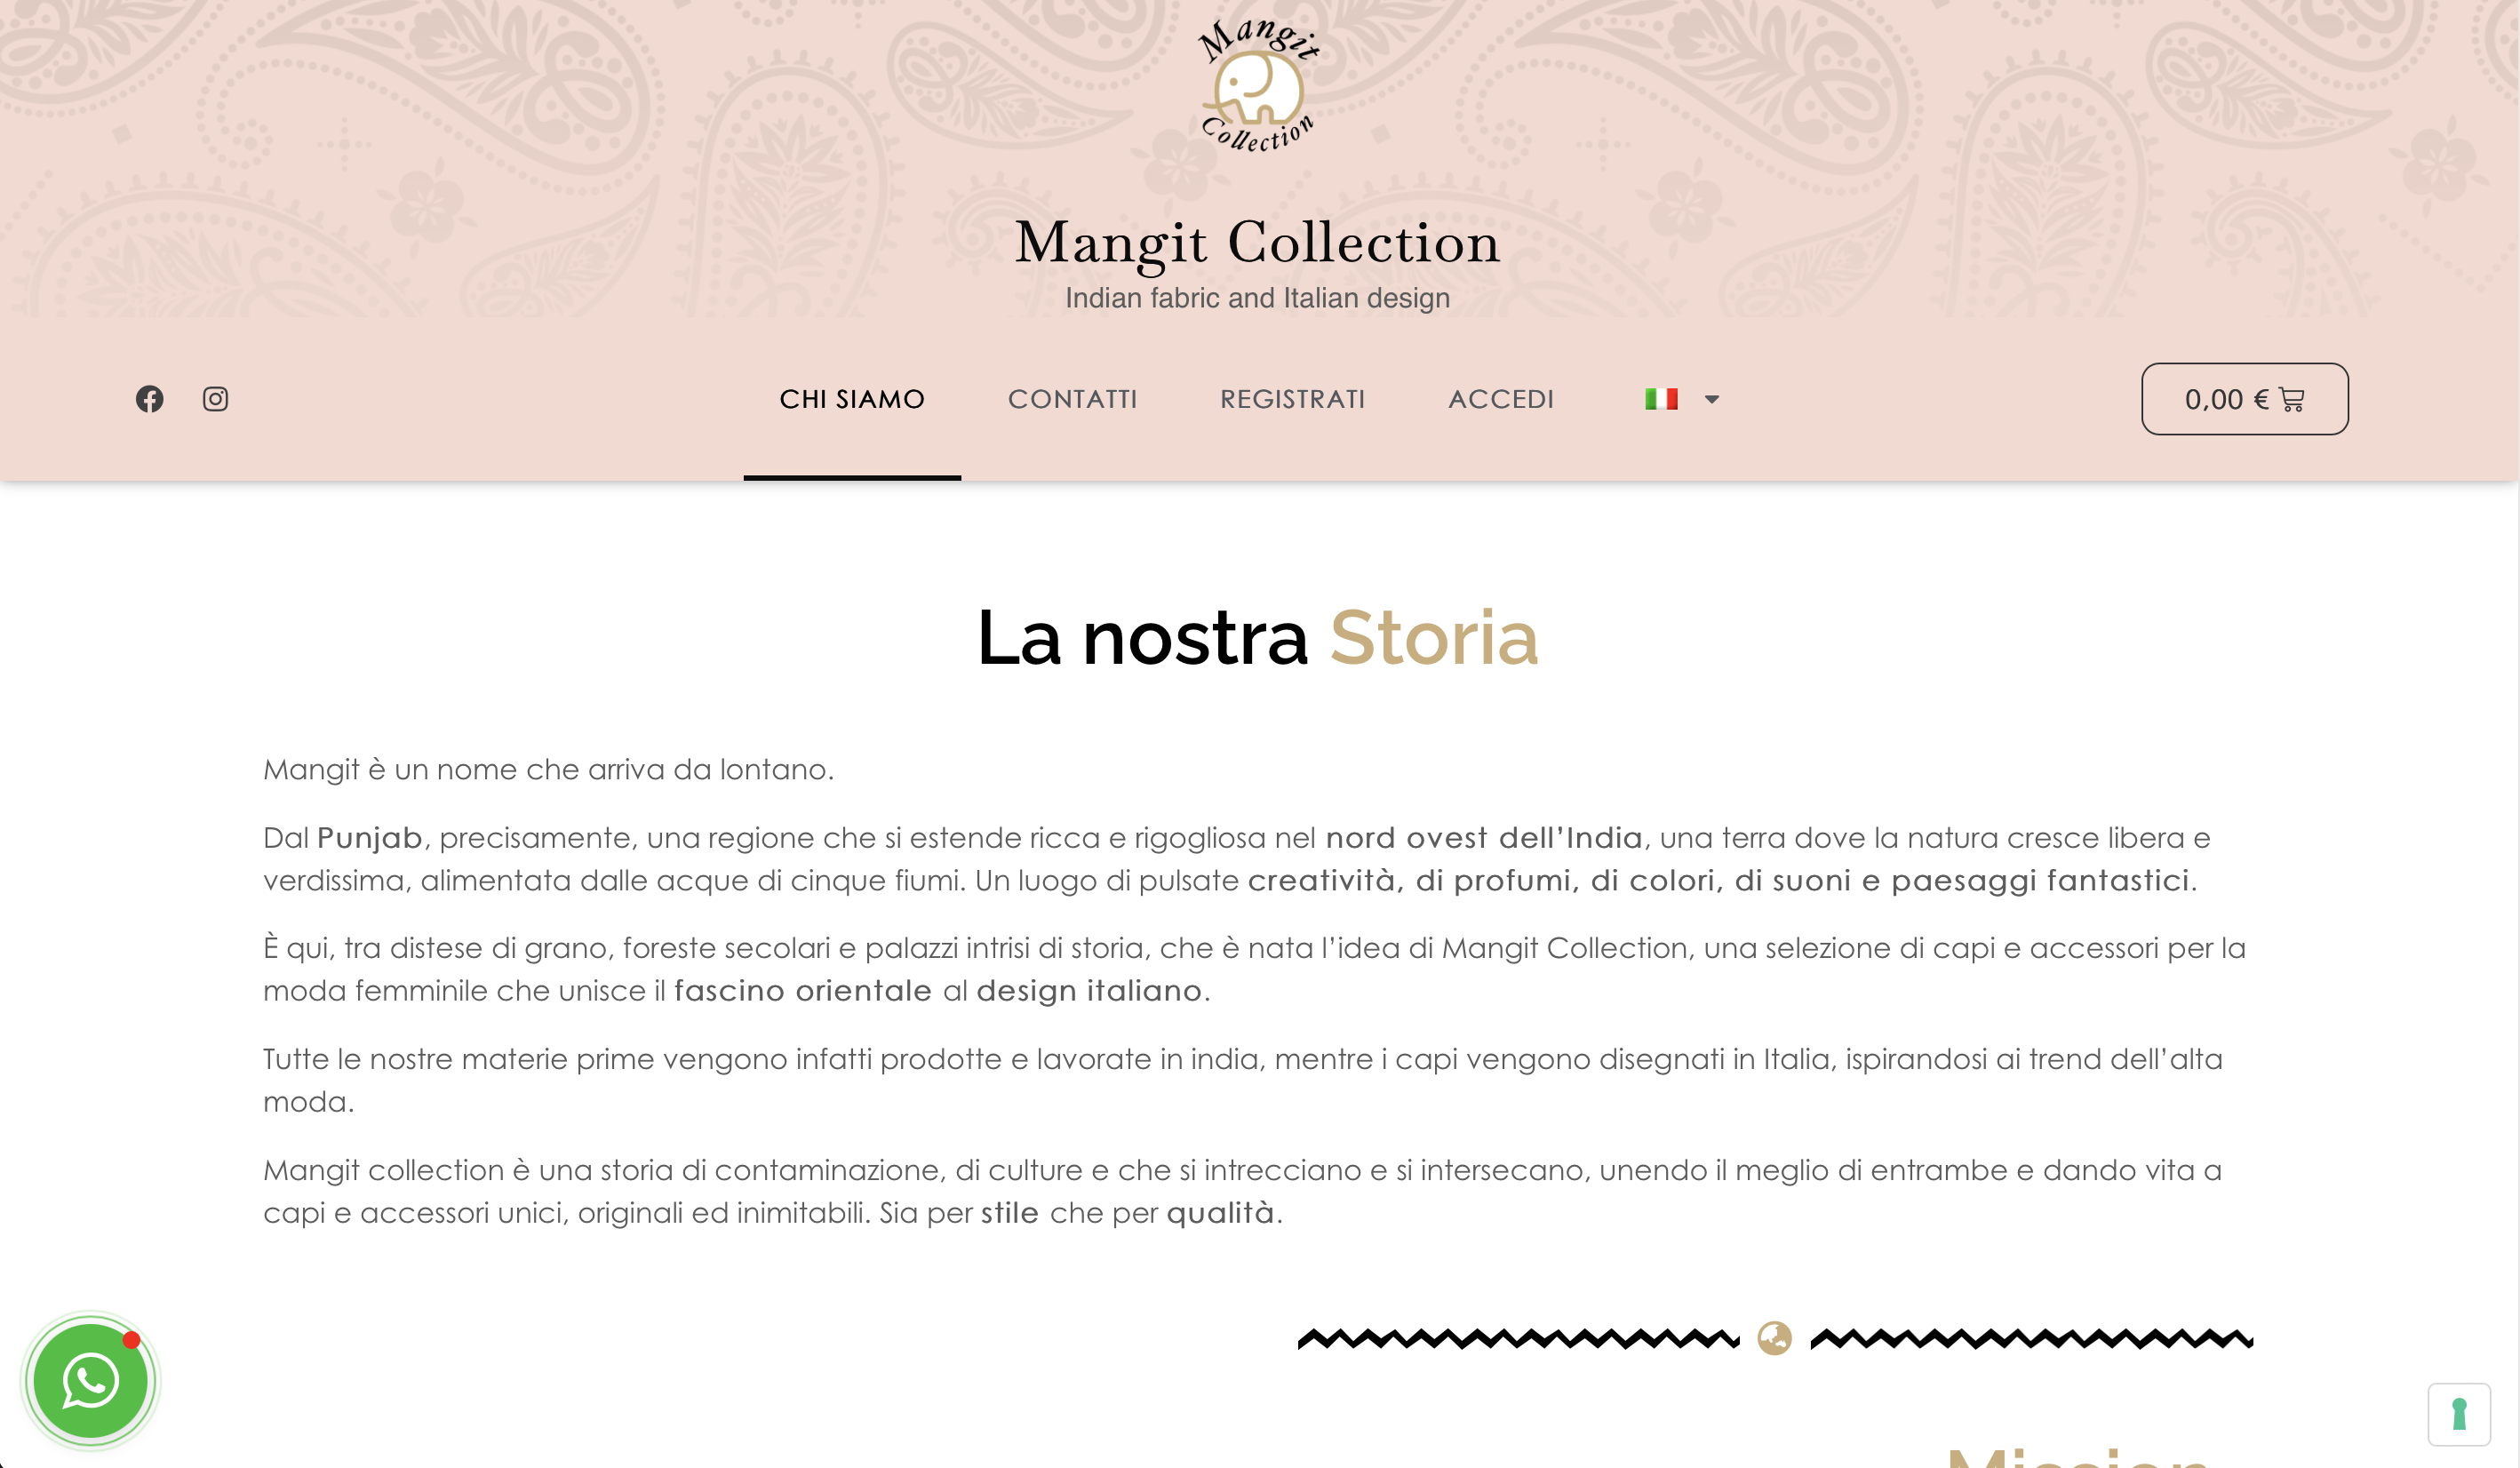 Mangit
Collection
Mangit Collection
Indian fabric and Italian design
CHI SIAMO
CONTATTI
REGISTRATI
ACCEDI
0,00 €
La nostra Storia
Mangit è un nome che arriva da lontano.
Dal Punjab, precisamente, una regione che si estende ricca e rigogliosa nel nord ovest dell’India, una terra dove la natura cresce libera e
verdissima, alimentata dalle acque di cinque fiumi. Un luogo di pulsate creatività, di profumi, di colori, di suoni e paesaggi fantastici.
È qui, tra distese di grano, foreste secolari e palazzi intrisi di storia, che è nata l’idea di Mangit Collection, una selezione di capi e accessori per la
moda femminile che unisce il fascino orientale al design italiano.
Tutte le nostre materie prime vengono infatti prodotte e lavorate in india, mentre i capi vengono disegnati in Italia, ispirandosi ai trend dell’alta
moda.
Mangit collection è una storia di contaminazione, di culture e che si intrecciano e si intersecano, unendo il meglio di entrambe e dando vita a
capi e accessori unici, originali ed inimitabili. Sia per stile che per qualità.
Mission